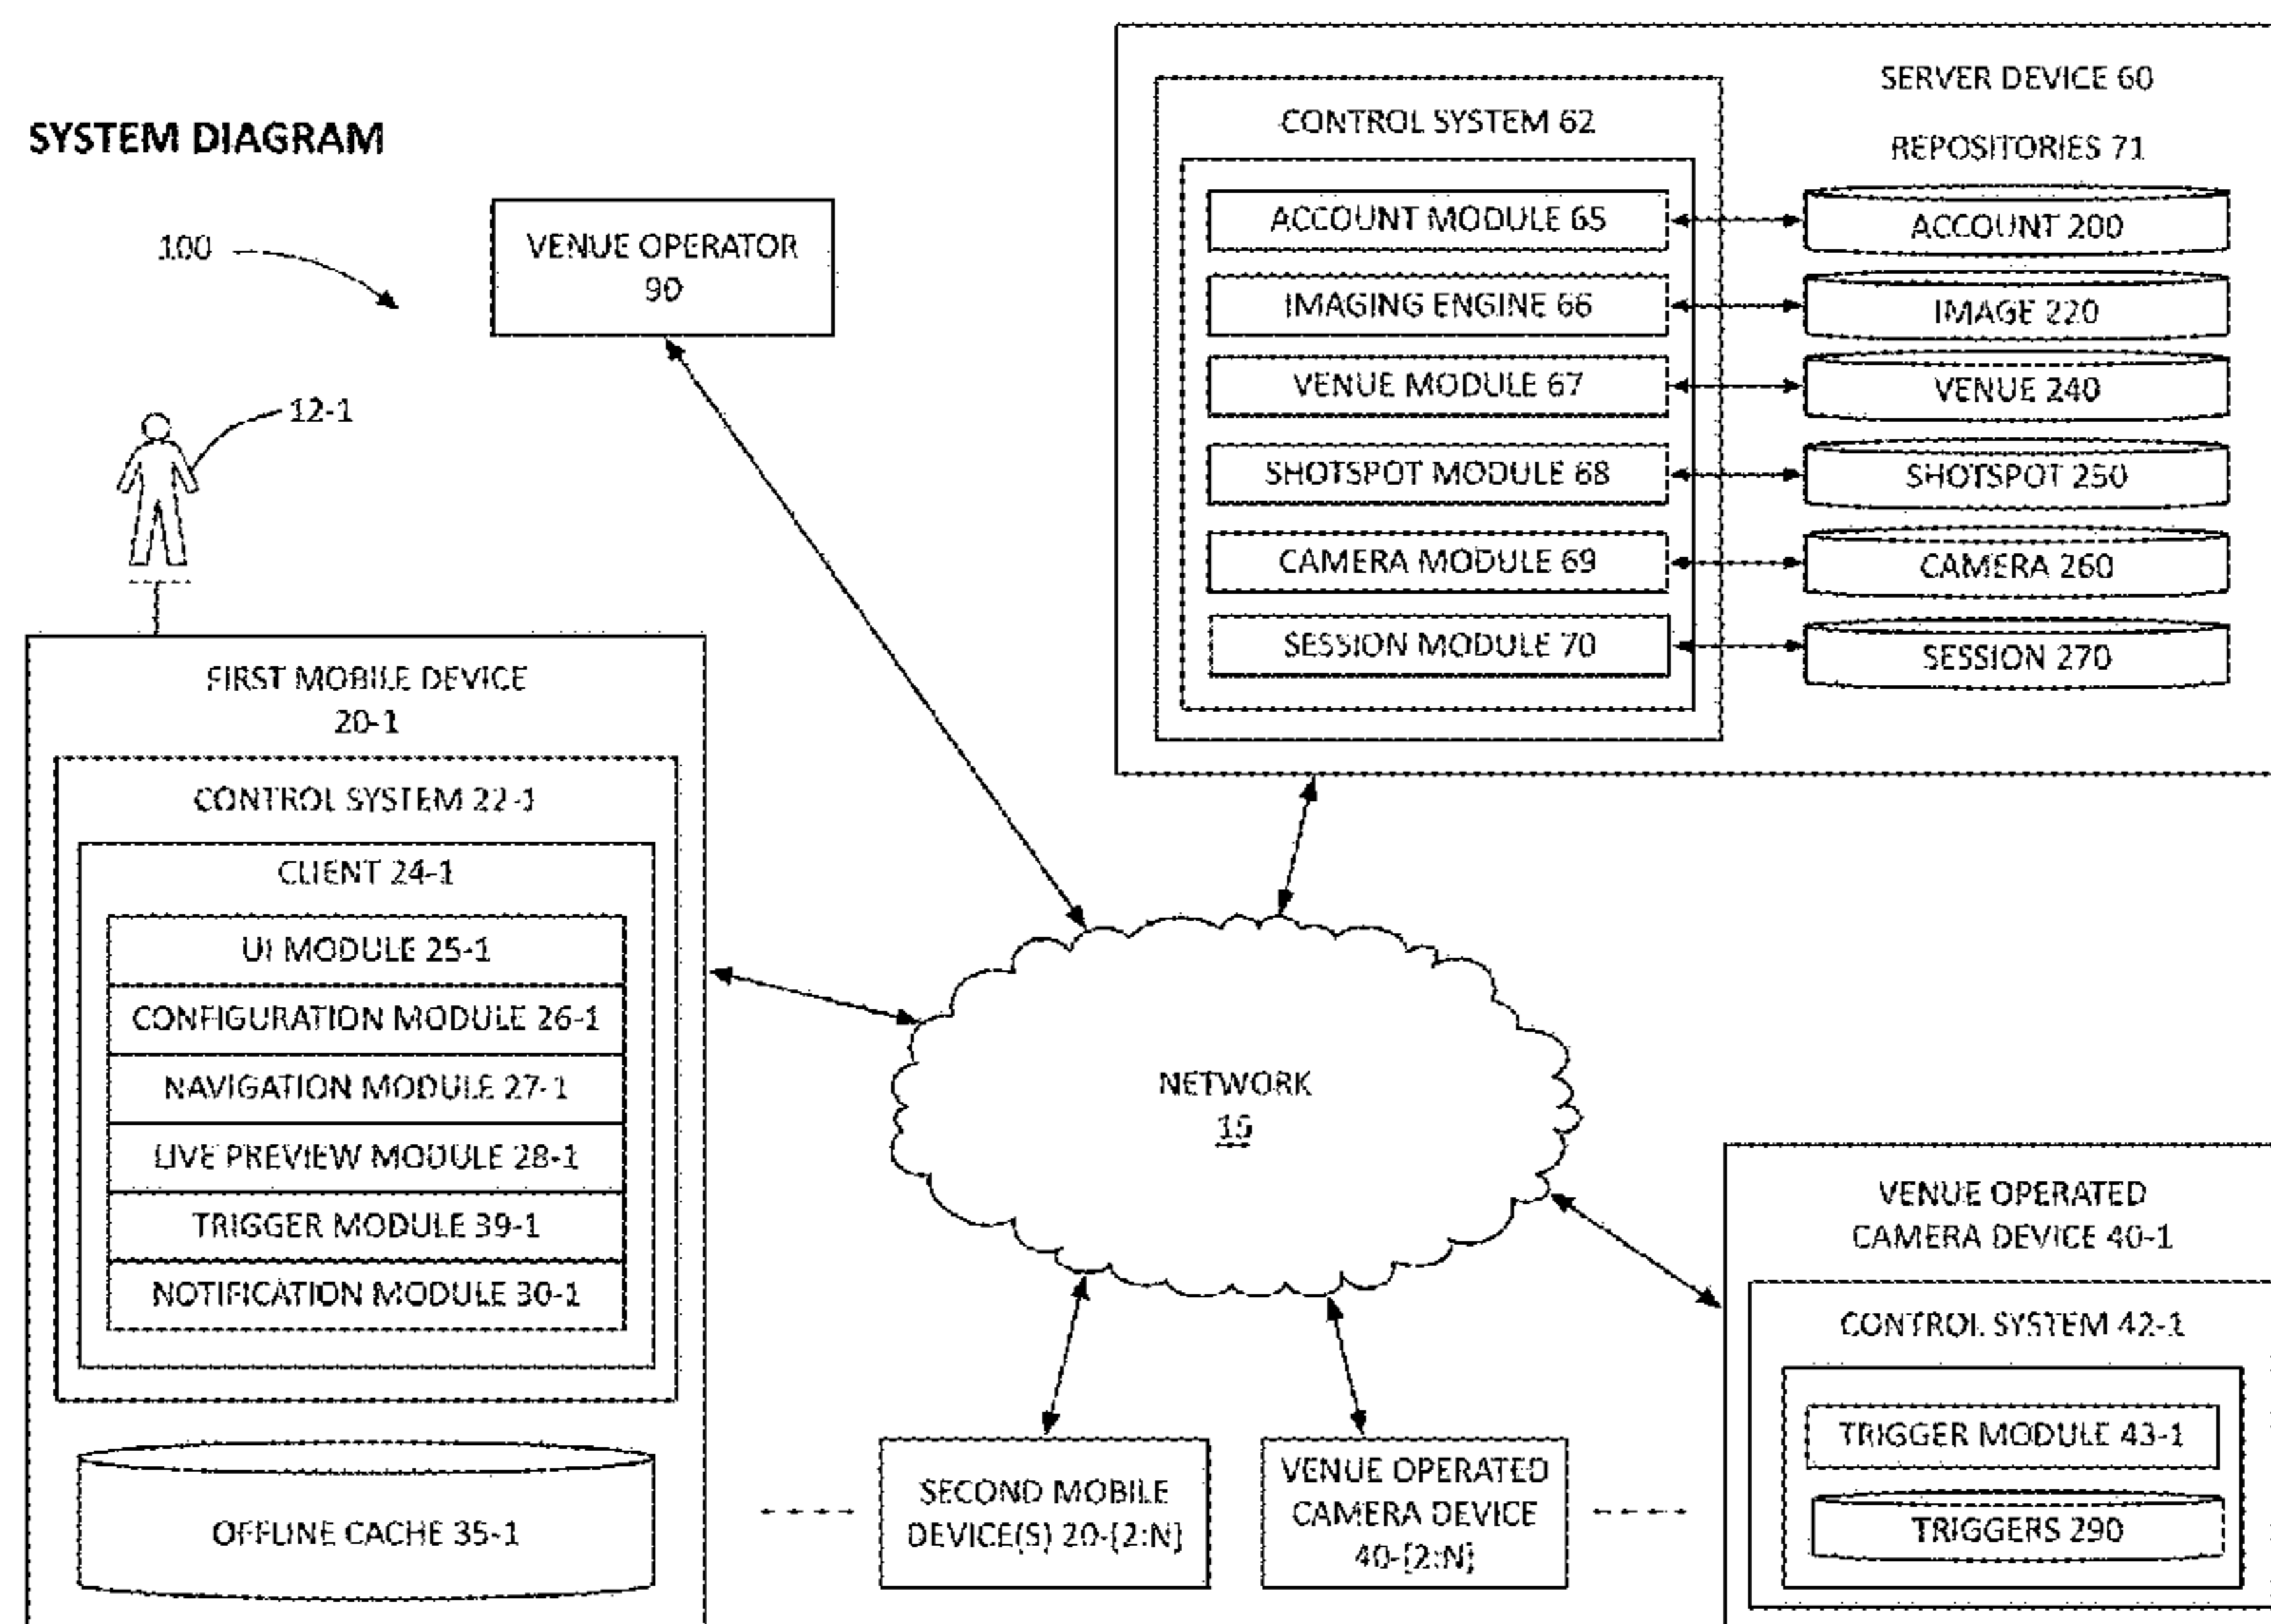 SYSTEM DIAGRAM
100
VENUE OPERATOR
90
12-1
SERVER DEVICE 60
REPOSITORIES 71
CONTROL SYSTEM 62
ACCOUNT MODULE 65
ACCOUNT 200
IMAGING ENGINE 66
IMAGE 220
VENUE MODULE 67
VENUE 240
SHOTSPOT MODULE 68
SHOTSPOT 250
CAMERA MODULE 69
CAMERA 260
SESSION MODULE 70
SESSION 270
FIRST MOBILE DEVICE
20-1
CONTROL SYSTEM 22-1
CLIENT 24-1
UI MODULE 25-1
CONFIGURATION MODULE 26-1
NAVIGATION MODULE 27-1
LIVE PREVIEW MODULE 28-1
TRIGGER MODULE 39-1
NOTIFICATION MODULE 30-1
OFFLINE CACHE 35-1
NETWORK
15
SECOND MOBILE
DEVICE(S) 20-[2:N]
VENUE OPERATED
CAMERA DEVICE
40-[2:N]
VENUE OPERATED
CAMERA DEVICE 40-1
CONTROL SYSTEM 42-1
TRIGGER MODULE 43-1
TRIGGERS 290